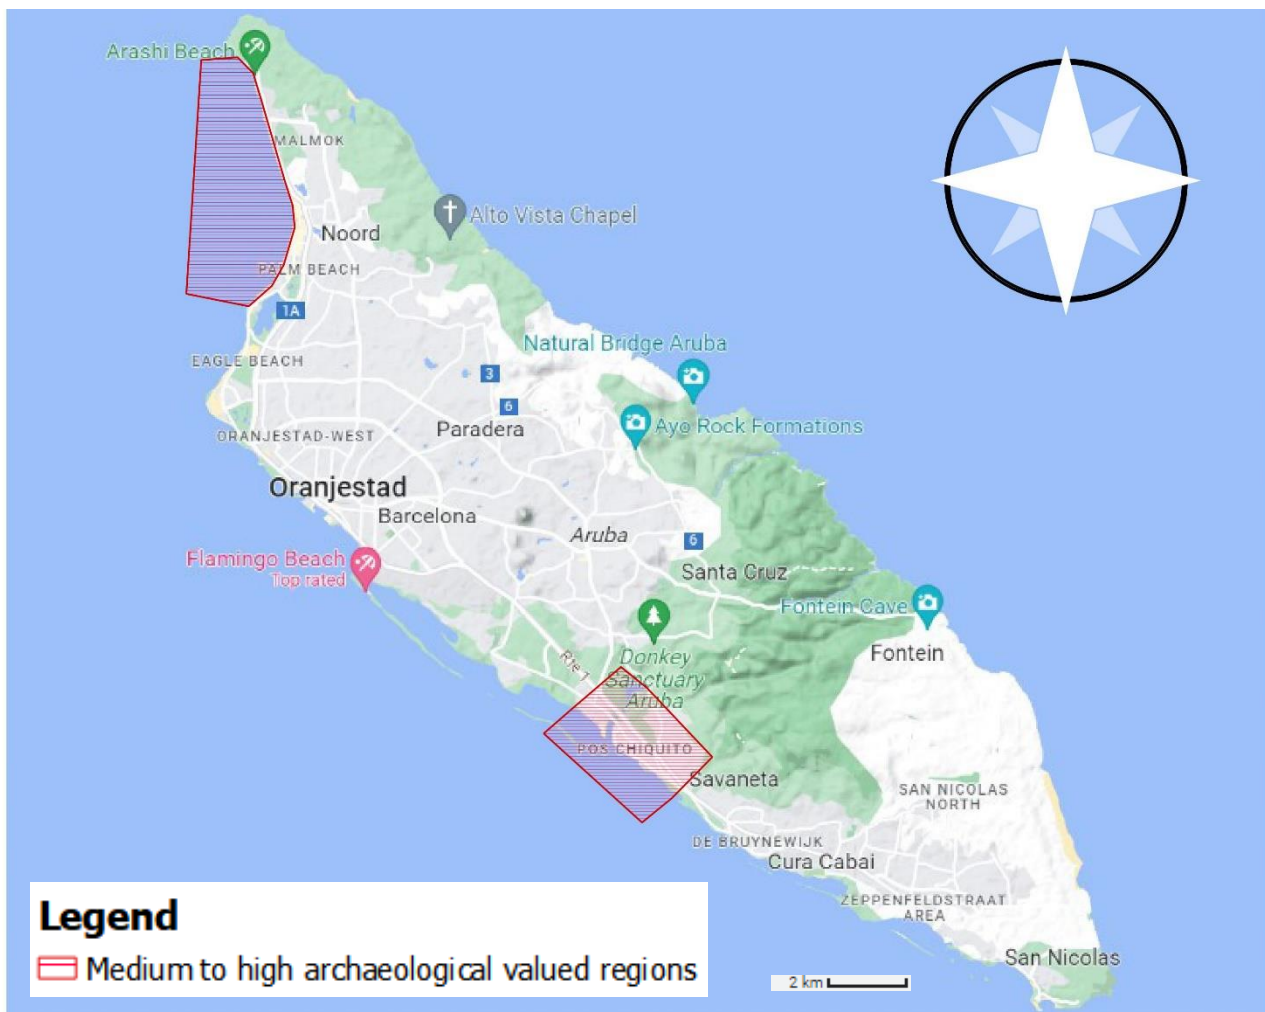 Arashi Beach
MALMOK
Alto Vista Chapel
Noord
PALM BEACH
1A
Natural Bridge Aruba
EAGLE BEACH
3
6
Ayo Rock Formations
Paradera
ORANJESTAD-WEST
Oranjestad
Barcelona
Aruba
6
Flamingo Beach
Top rated
Santa Cruz
Fontein Cave
Fontein
Rte 1
Donkey
Sanctuary
Aruba
POS CHIQUITO
Savaneta
SAN NICOLAS
NORTH
DE BRUYNEWIJK
Cura Cabai
ZEPPENFELDSTRAAT
AREA
San Nicolas
Legend
Medium to high archaeological valued regions
2 km